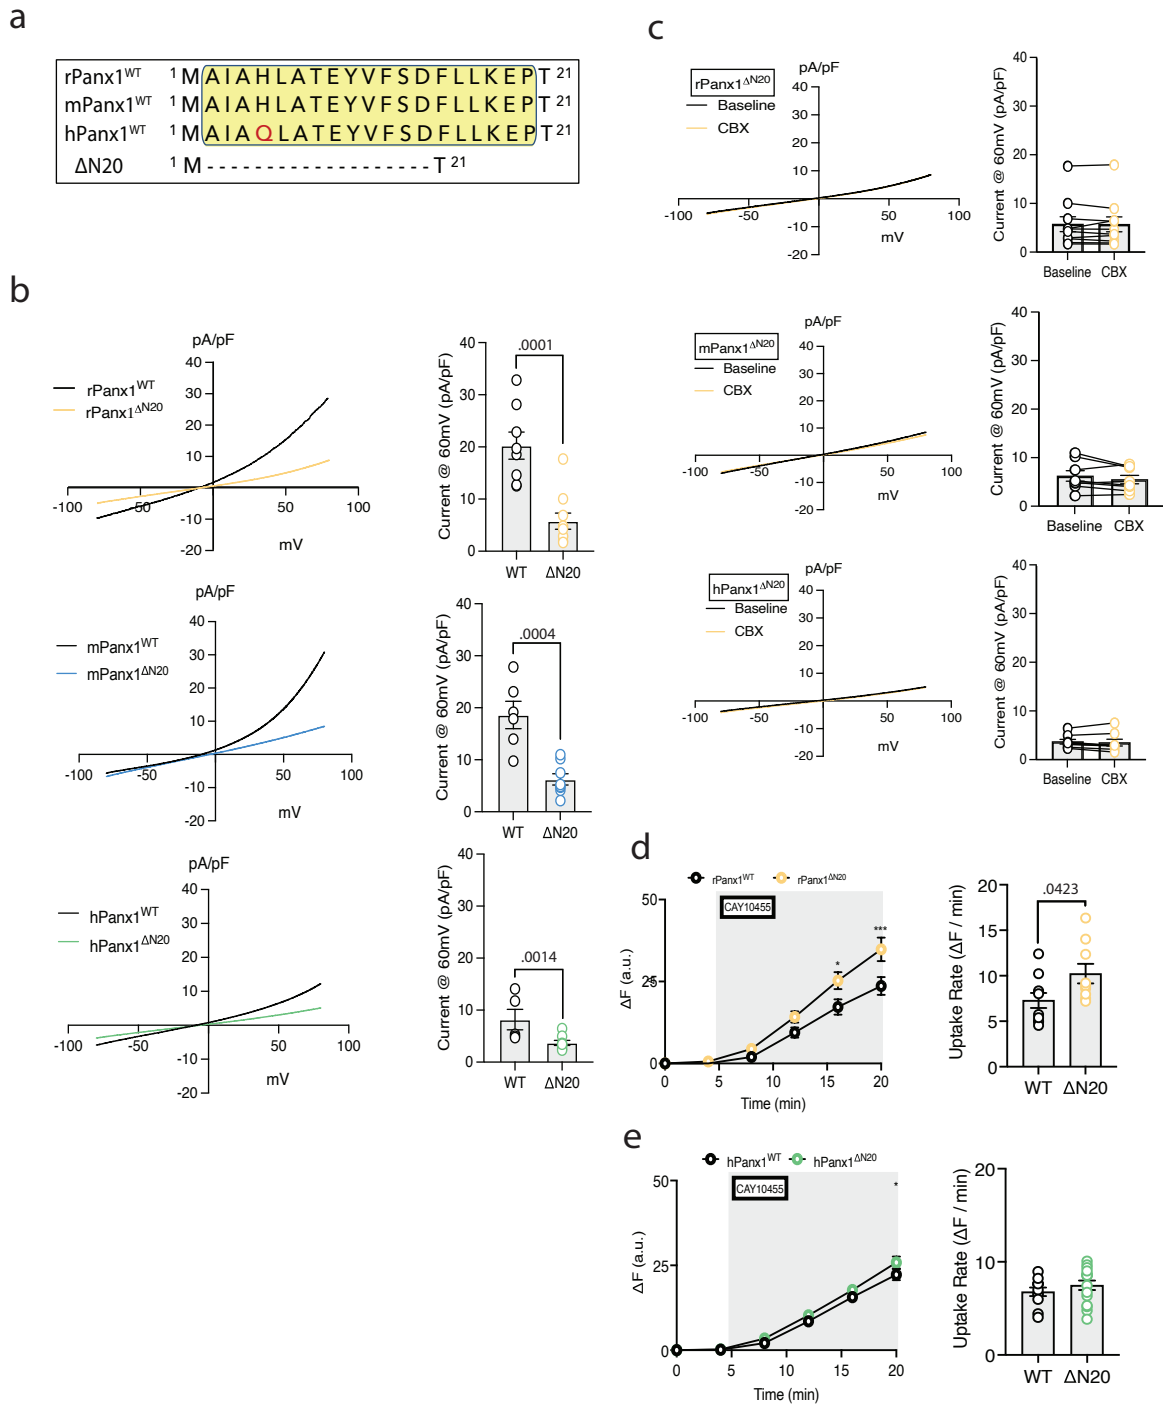 a
rPanx1WT 1 M A I A H L A T E Y V F S D F L L K E P T 21
mPanx1WT 1 M A I A H L A T E Y V F S D F L L K E P T 21
hPanx1WT 1 M A I A Q L A T E Y V F S D F L L K E P T 21
ΔN20 1 M - - - - - - - - - - - - - - - - - - - T 21
b
pA/pF
40
30
20
10
-10
-20
-100
-50
50
100
mV
rPanx1WT
rPanx1ΔN20
Current @ 60mV (pA/pF)
40
30
20
10
0
.0001
WT
ΔN20
pA/pF
40
30
20
10
-10
-20
-100
-50
0
50
100
mV
mPanx1WT
mPanx1ΔN20
Current @ 60mV (pA/pF)
40
30
20
10
0
.0004
WT
ΔN20
pA/pF
40
30
20
10
-10
-20
-100
-50
0
50
100
mV
hPanx1WT
hPanx1ΔN20
Current @ 60mV (pA/pF)
40
30
20
10
0
.0014
WT
ΔN20
c
rPanx1ΔN20
Baseline
CBX
pA/pF
40
30
20
10
-10
-20
-100
-50
0
50
100
mV
Current @ 60mV (pA/pF)
40
30
20
10
0
Baseline
CBX
mPanx1ΔN20
Baseline
CBX
pA/pF
40
30
20
10
-10
-20
-100
-50
0
50
100
mV
Current @ 60mV (pA/pF)
40
30
20
10
0
Baseline
CBX
hPanx1ΔN20
Baseline
CBX
pA/pF
40
30
20
10
-10
-20
-100
-50
0
50
100
mV
Current @ 60mV (pA/pF)
40
30
20
10
0
Baseline
CBX
d
rPanx1WT
rPanx1ΔN20
CAY10455
ΔF (a.u.)
50
25
0
*
***
0
5
10
15
20
Time (min)
Uptake Rate (ΔF / min)
20
15
10
5
0
.0423
WT
ΔN20
e
hPanx1WT
hPanx1ΔN20
CAY10455
ΔF (a.u.)
50
25
0
*
0
5
10
15
20
Time (min)
Uptake Rate (ΔF / min)
20
10
0
WT
ΔN20